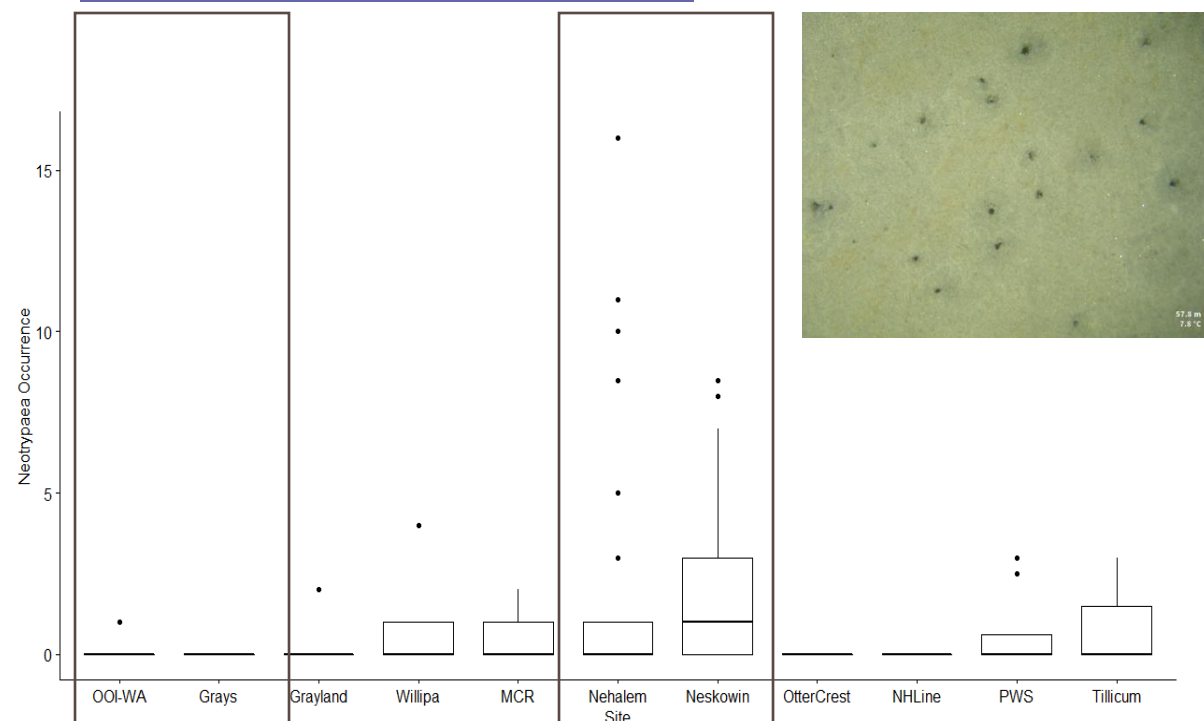 Neotrypaea Occurrence
15
10
5
0
OOI-WA Grays Grayland Willipa MCR Nehalem Neskowin OtterCrest NHLine PWS Tillicum
Site
57.8 m
7.8 °C